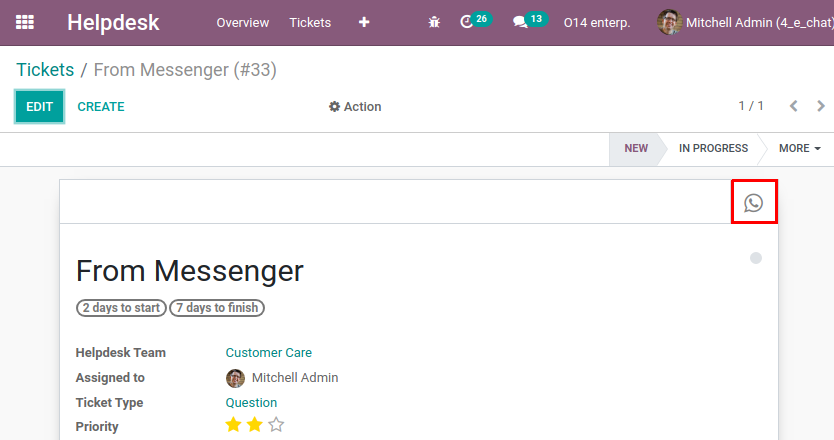 Helpdesk Overview Tickets 26 13 O14 enterp. Mitchell Admin (4_e_chat)
Tickets / From Messenger (#33)
EDIT CREATE Action 1 / 1
NEW IN PROGRESS MORE
From Messenger
2 days to start 7 days to finish
Helpdesk Team Customer Care
Assigned to Mitchell Admin
Ticket Type Question
Priority